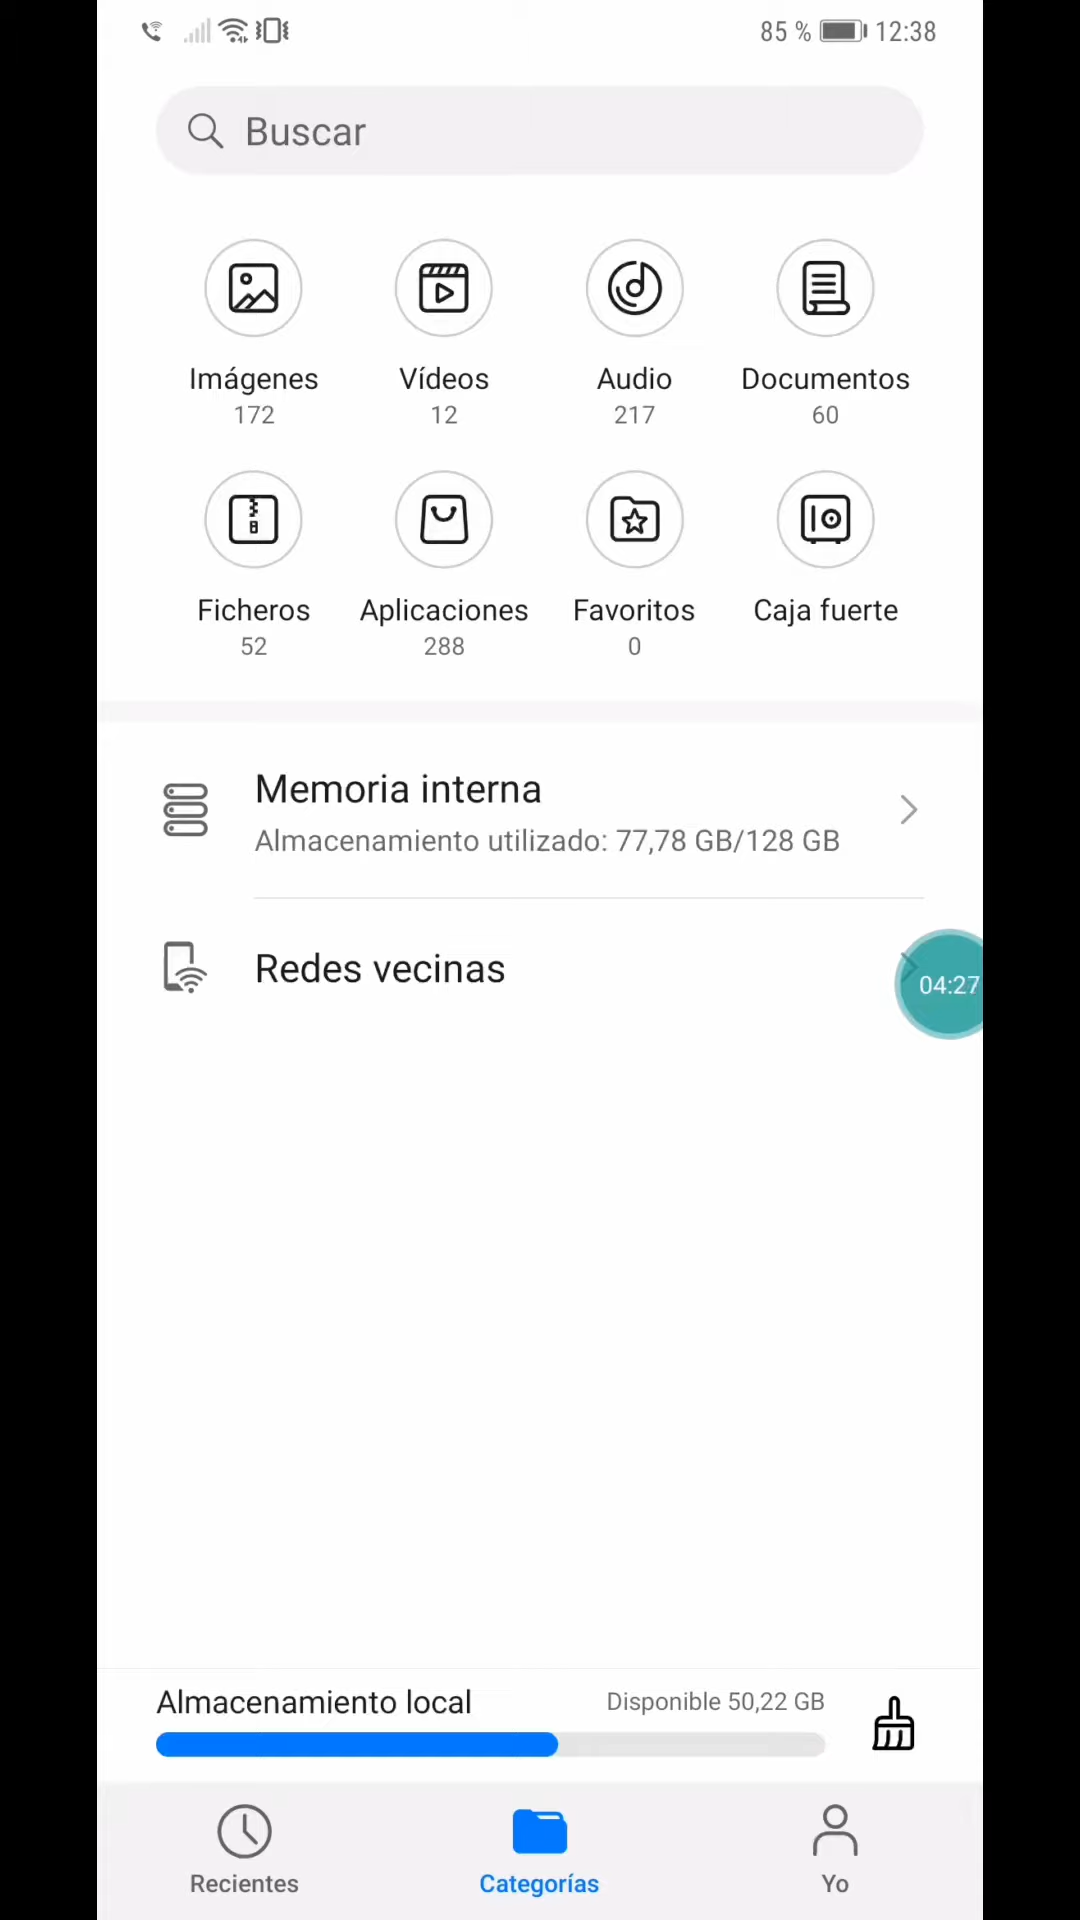 85 % 12:38
Buscar
Imágenes Vídeos Audio Documentos
172 12 217 60
Ficheros Aplicaciones Favoritos Caja fuerte
52 288 0
Memoria interna
Almacenamiento utilizado: 77,78 GB/128 GB
Redes vecinas
04:27
Almacenamiento local Disponible 50,22 GB
Recientes Categorías Yo